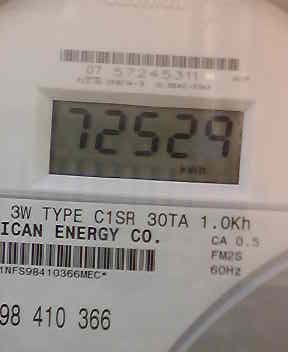 07 57245311
72529
3W TYPE C1SR 30TA 1.0Kh
ICAN ENERGY CO.
CA 0.5
FM2S
60Hz
1NFS98410366MEC*
98 410 366